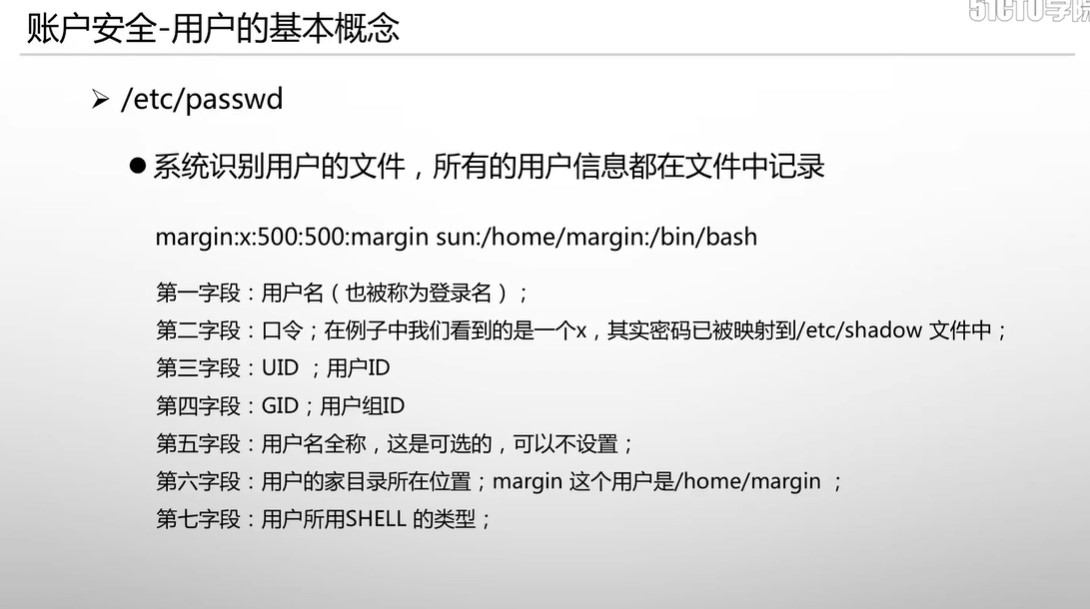 51CTO学院
账户安全-用户的基本概念
➢ /etc/passwd
● 系统识别用户的文件，所有的用户信息都在文件中记录
margin:x:500:500:margin sun:/home/margin:/bin/bash
第一字段：用户名（也被称为登录名）；
第二字段：口令；在例子中我们看到的是一个x，其实密码已被映射到/etc/shadow 文件中；
第三字段：UID ；用户ID
第四字段：GID；用户组ID
第五字段：用户名全称，这是可选的，可以不设置；
第六字段：用户的家目录所在位置；margin 这个用户是/home/margin ；
第七字段：用户所用SHELL 的类型；